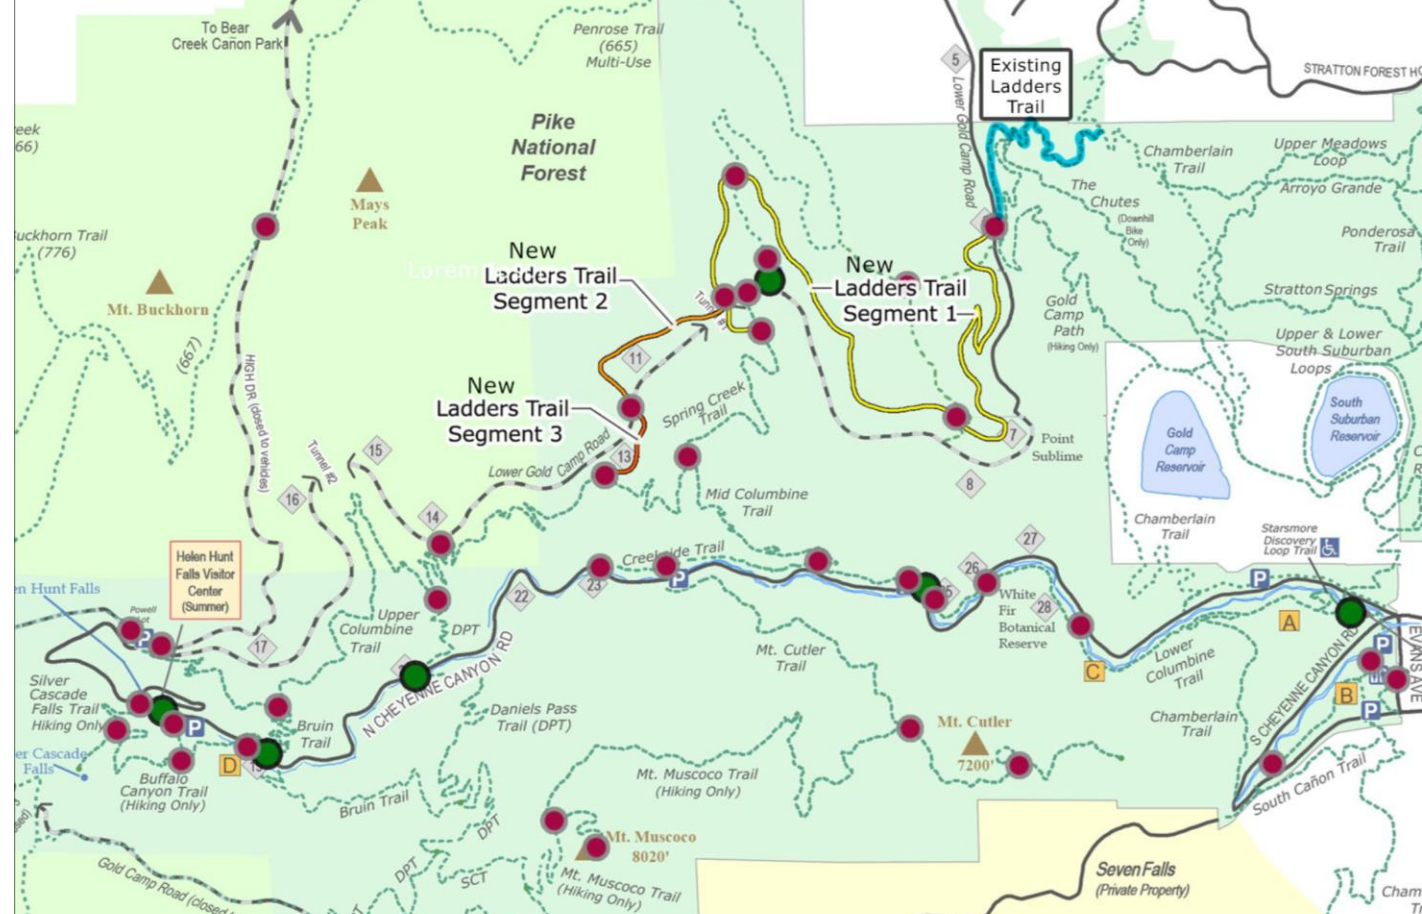 To Bear
Creek Cañon Park
Penrose Trail
(665)
Multi-Use
5
Existing
Ladders
Trail
STRATTON FOREST
Lower Gold Camp Road
66)
Pike
National
Forest
Mays
Peak
Chamberlain
Trail
Upper Meadows
Loop
Arroyo Grande
The
Chutes
(Downhill
Bike
Only)
Ponderosa
Trail
Buckhorn Trail
(776)
Mt. Buckhorn
(667)
New
Ladders Trail
Segment 2
New
Ladders Trail
Segment 1
Stratton Springs
Gold
Camp
Path
(Hiking Only)
Upper & Lower
South Suburban
Loops
11
HIGH DR (closed to vehicles)
New
Ladders Trail
Segment 3
Spring Creek
Trail
South
Suburban
Reservoir
Gold
Camp
Reservoir
7
Point
Sublime
8
Lower Gold Camp Road
13
15
Tunnel #2
16
14
Mid Columbine
Trail
Chamberlain
Trail
Starsmore
Discovery
Loop Trail
Helen Hunt
Falls Visitor
Center
(Summer)
Hunt Falls
Creekside Trail
P
23
22
27
26
28
White
Fir
Botanical
Reserve
P
A
Powell
P
17
Upper
Columbine
Trail
DPT
N CHEYENNE CANYON RD
Mt. Cutler
Trail
C
Lower
Columbine
Trail
S CHEYENNE CANYON RD
EVANS AVE
P
B
P
Silver
Cascade
Falls Trail
Hiking Only
P
Bruin
Trail
Daniels Pass
Trail (DPT)
Mt. Cutler
7200'
Chamberlain
Trail
Cascade
Falls
D
Buffalo
Canyon Trail
(Hiking Only)
Bruin Trail
Mt. Muscoco Trail
(Hiking Only)
South Cañon Trail
DPT
Mt. Muscoco
8020'
DPT
SCT
Mt. Muscoco Trail
(Hiking Only)
Gold Camp Road (closed
Seven Falls
(Private Property)